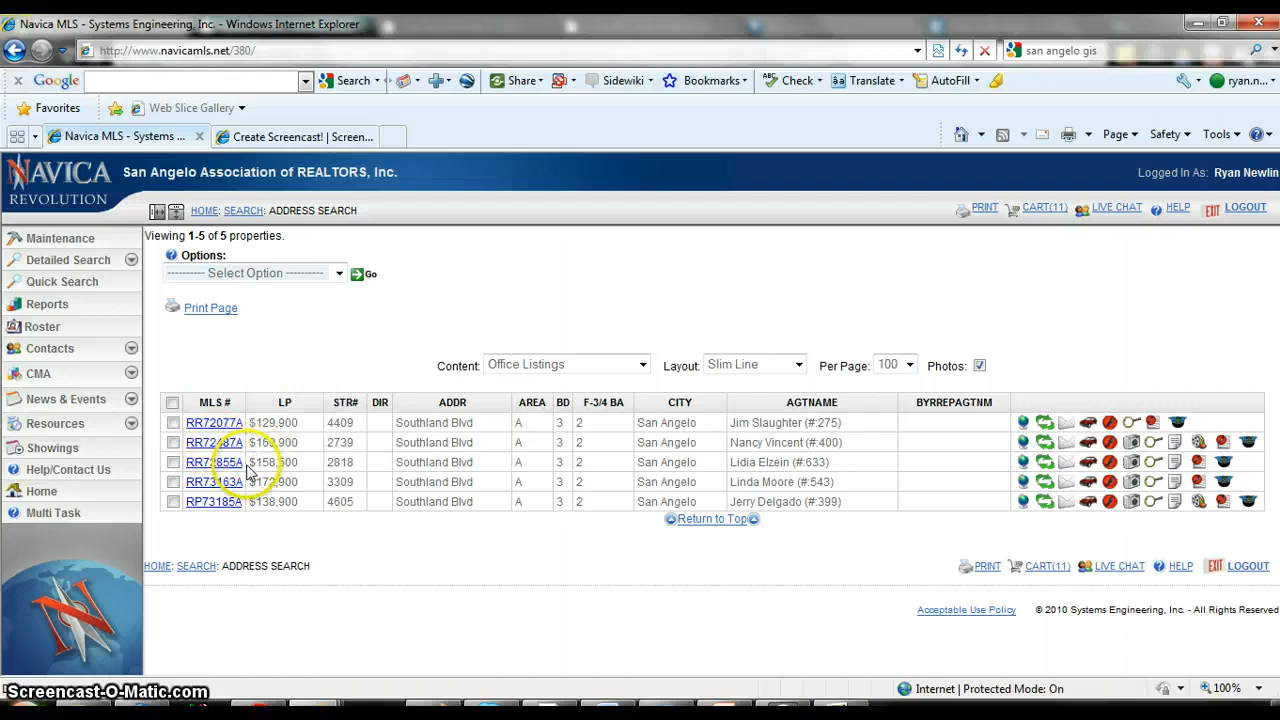 Navica MLS - Systems Engineering, Inc. - Windows Internet Explorer
http://www.navicamls.net/380/
san angelo gis
x Google Search Share Sidewiki Bookmarks Check Translate AutoFill ryan.n...
Favorites Web Slice Gallery
Navica MLS - Systems ... Create Screencast! | Screen... Page Safety Tools
NAVICA
REVOLUTION
San Angelo Association of REALTORS, Inc.
Logged In As: Ryan Newlin
HOME: SEARCH: ADDRESS SEARCH
PRINT CART(11) LIVE CHAT HELP EXIT LOGOUT
Maintenance
Detailed Search
Quick Search
Reports
Roster
Contacts
CMA
News & Events
Resources
Showings
Help/Contact Us
Home
Multi Task
Viewing 1-5 of 5 properties.
Options:
---------- Select Option ---------- Go
Print Page
Content: Office Listings Layout: Slim Line Per Page: 100 Photos:
MLS # LP STR# DIR ADDR AREA BD F-3/4 BA CITY AGTNAME BYRREPAGTNM
RR72077A $129,900 4409 Southland Blvd A 3 2 San Angelo Jim Slaughter (#:275)
RR72487A $169,900 2739 Southland Blvd A 3 2 San Angelo Nancy Vincent (#:400)
RR72855A $158,500 2818 Southland Blvd A 3 2 San Angelo Lidia Elzein (#:633)
RR73163A $172,900 Southland Blvd A 3 2 San Angelo Linda Moore (#:543)
RP73185A $138,900 4605 Southland Blvd A 3 2 San Angelo Jerry Delgado (#:399)
Return to Top
HOME: SEARCH: ADDRESS SEARCH
PRINT CART(11) LIVE CHAT HELP EXIT LOGOUT
Acceptable Use Policy © 2010 Systems Engineering, Inc. - All Rights Reserved
Screencast-O-Matic.com
Internet | Protected Mode: On 100%